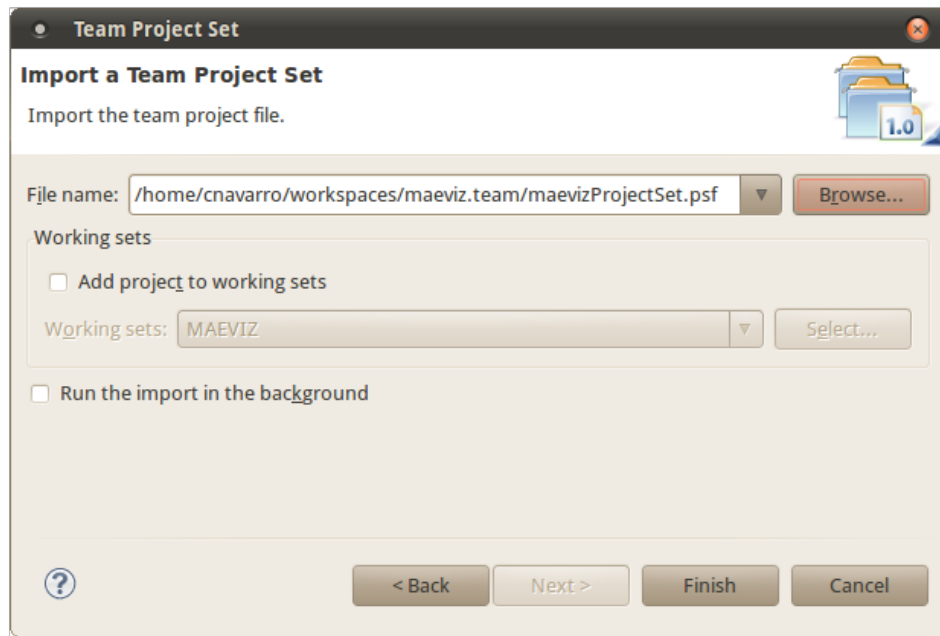 Team Project Set
Import a Team Project Set
Import the team project file.
1.0
File name: /home/cnavarro/workspaces/maeviz.team/maevizProjectSet.psf Browse...
Working sets
Add project to working sets
Working sets: MAEVIZ Select...
Run the import in the background
? < Back Next > Finish Cancel